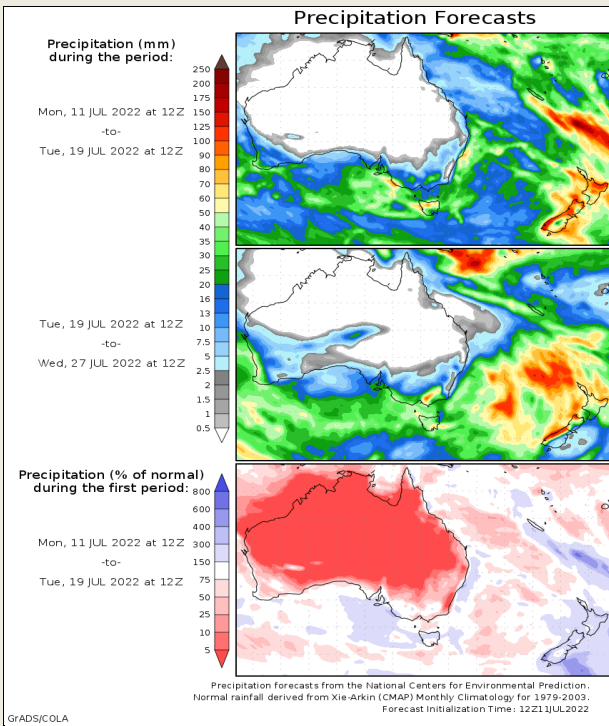 Precipitation Forecasts
Precipitation (mm)
during the period:
Mon, 11 JUL 2022 at 12Z
-to-
Tue, 19 JUL 2022 at 12Z
250
200
175
150
125
100
90
80
70
60
50
40
35
30
25
20
16
13
10
7.5
5
2.5
2
1.5
1
0.5
Tue, 19 JUL 2022 at 12Z
-to-
Wed, 27 JUL 2022 at 12Z
Precipitation (% of normal)
during the first period:
Mon, 11 JUL 2022 at 12Z
-to-
Tue, 19 JUL 2022 at 12Z
800
600
400
300
150
75
50
25
10
5
Precipitation forecasts from the National Centers for Environmental Prediction.
Normal rainfall derived from Xie-Arkin (CMAP) Monthly Climatology for 1979-2003.
Forecast Initialization Time: 12Z11JUL2022
GrADS/COLA